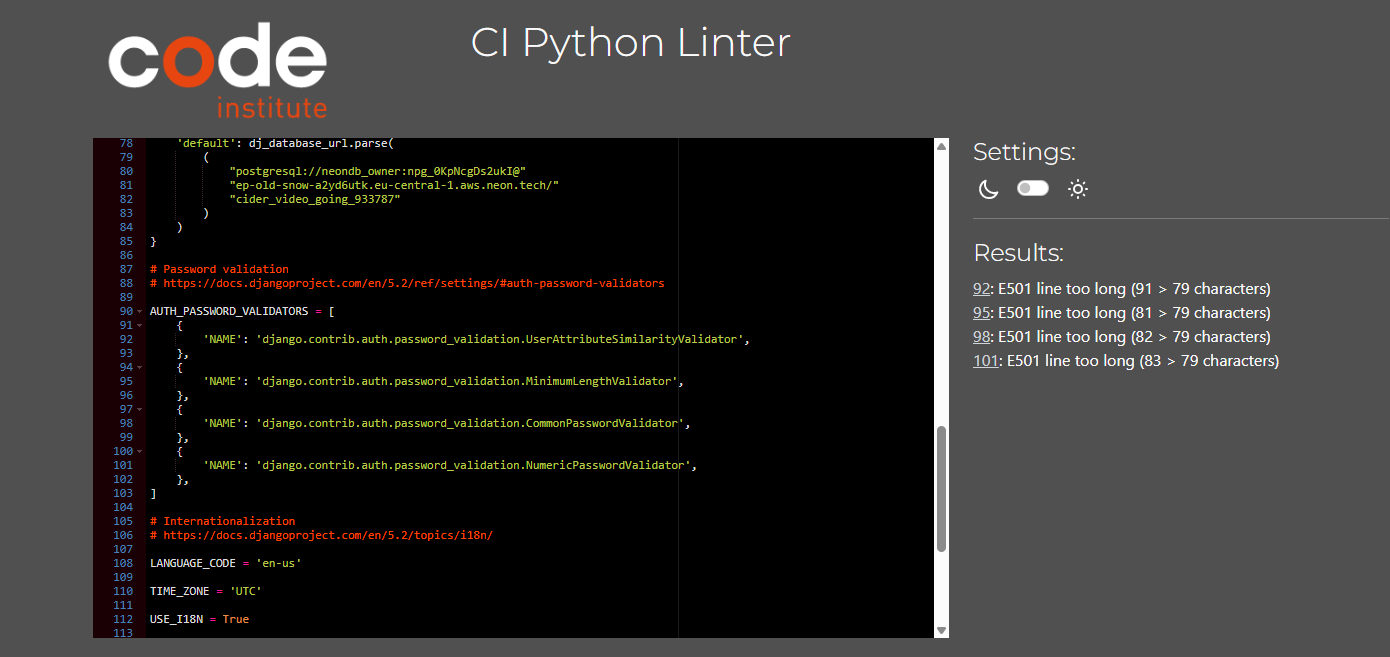 code
institute
CI Python Linter
78 'default': dj_database_url.parse(
79 (
80 "postgresql://neondb_owner:npg_0KpNcgDs2ukI@"
81 "ep-old-snow-a2yd6utk.eu-central-1.aws.neon.tech/"
82 "cider_video_going_933787"
83 )
84 )
85 }
86
87 # Password validation
88 # https://docs.djangoproject.com/en/5.2/ref/settings/#auth-password-validators
89
90 AUTH_PASSWORD_VALIDATORS = [
91 {
92 'NAME': 'django.contrib.auth.password_validation.UserAttributeSimilarityValidator',
93 },
94 {
95 'NAME': 'django.contrib.auth.password_validation.MinimumLengthValidator',
96 },
97 {
98 'NAME': 'django.contrib.auth.password_validation.CommonPasswordValidator',
99 },
100 {
101 'NAME': 'django.contrib.auth.password_validation.NumericPasswordValidator',
102 },
103 ]
104
105 # Internationalization
106 # https://docs.djangoproject.com/en/5.2/topics/i18n/
107
108 LANGUAGE_CODE = 'en-us'
109
110 TIME_ZONE = 'UTC'
111
112 USE_I18N = True
113
Settings:
Results:
92: E501 line too long (91 > 79 characters)
95: E501 line too long (81 > 79 characters)
98: E501 line too long (82 > 79 characters)
101: E501 line too long (83 > 79 characters)